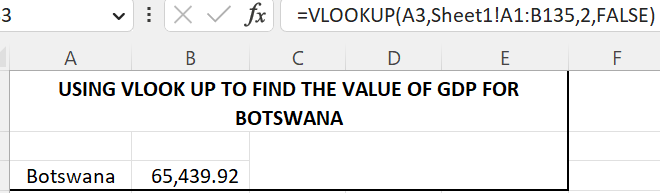 3 fx =VLOOKUP(A3,Sheet1!A1:B135,2,FALSE)
A B C D E F
USING VLOOK UP TO FIND THE VALUE OF GDP FOR
BOTSWANA
Botswana 65,439.92